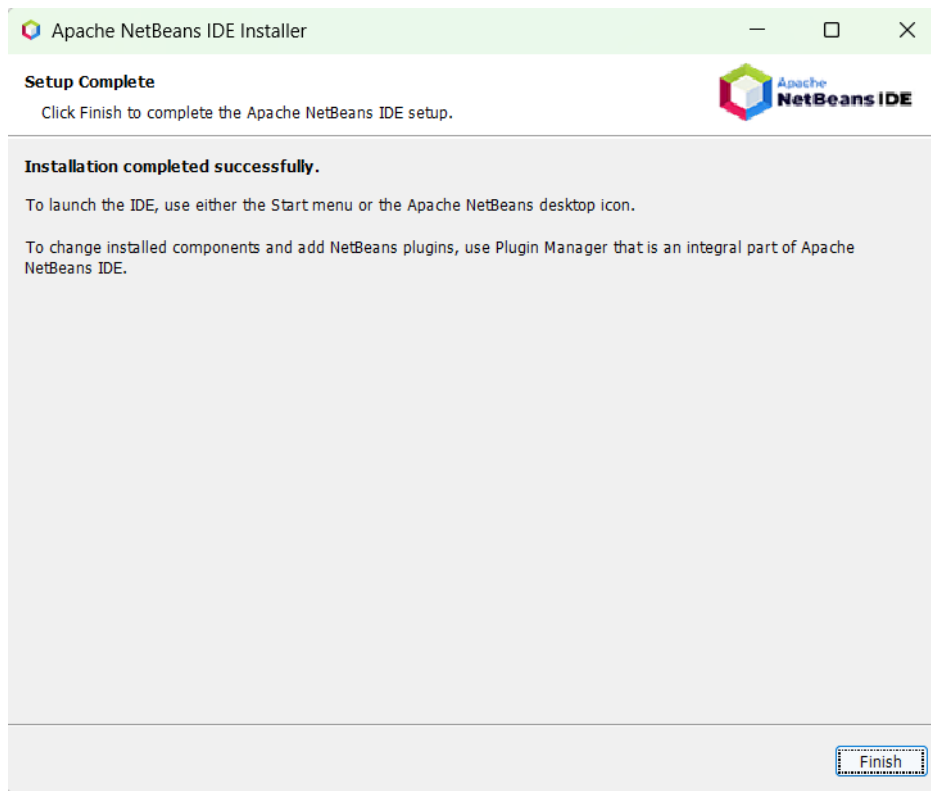 Apache NetBeans IDE Installer
Setup Complete
Click Finish to complete the Apache NetBeans IDE setup.
Apache
NetBeans IDE
Installation completed successfully.
To launch the IDE, use either the Start menu or the Apache NetBeans desktop icon.
To change installed components and add NetBeans plugins, use Plugin Manager that is an integral part of Apache
NetBeans IDE.
Finish